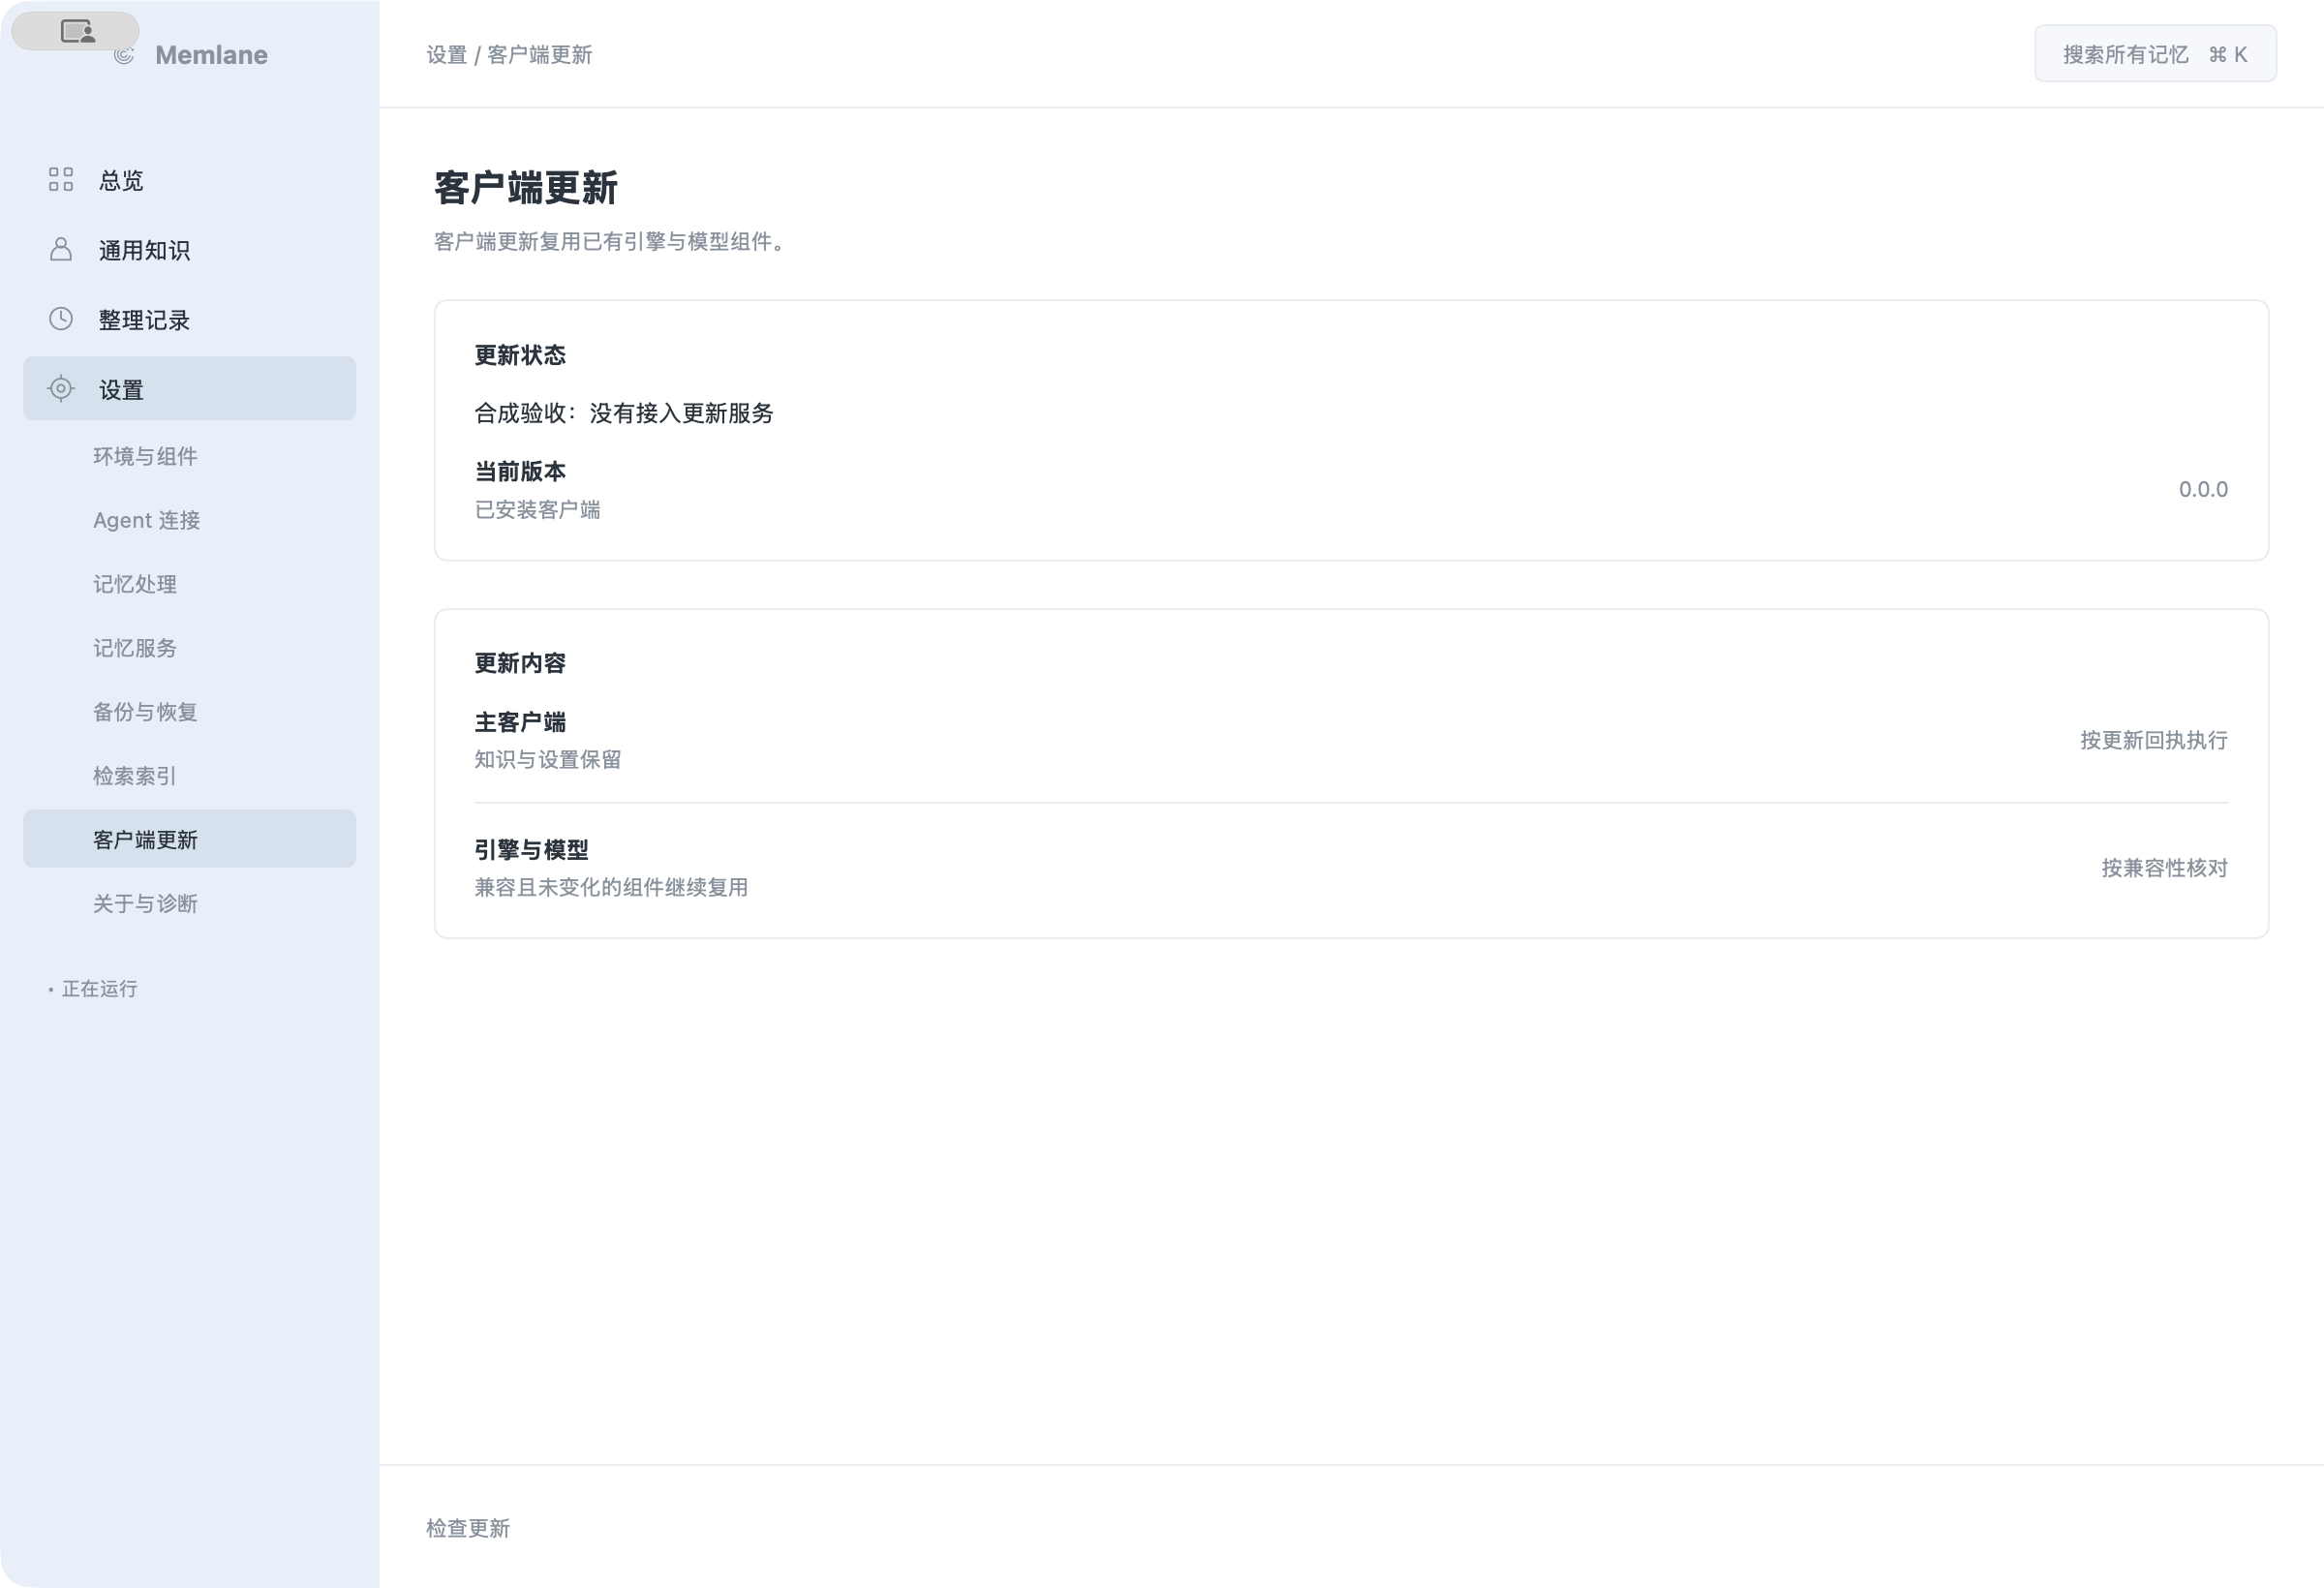 Memlane
总览
通用知识
整理记录
设置
环境与组件
Agent 连接
记忆处理
记忆服务
备份与恢复
检索索引
客户端更新
关于与诊断
• 正在运行
设置 / 客户端更新
搜索所有记忆 ⌘ K
客户端更新
客户端更新复用已有引擎与模型组件。
更新状态
合成验收：没有接入更新服务
当前版本
已安装客户端
0.0.0
更新内容
主客户端
知识与设置保留
按更新回执执行
引擎与模型
兼容且未变化的组件继续复用
按兼容性核对
检查更新